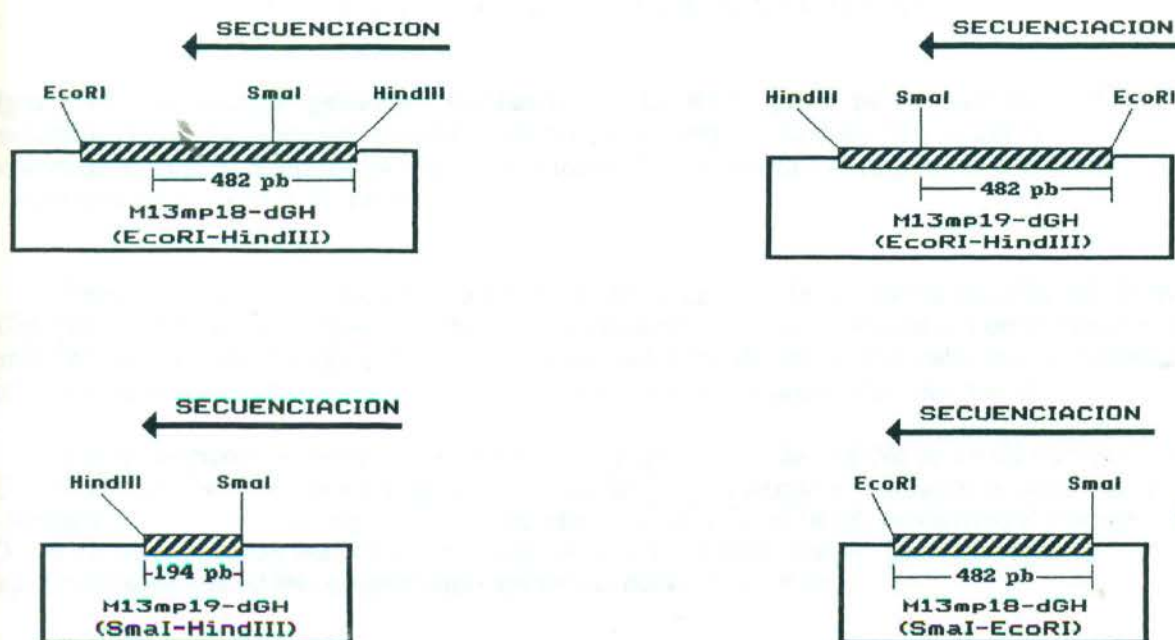 SECUENCIACION
EcoRI SmaI HindIII
482 pb
M13mp18-dGH
(EcoRI-HindIII)
SECUENCIACION
HindIII SmaI EcoRI
482 pb
M13mp19-dGH
(EcoRI-HindIII)
SECUENCIACION
HindIII SmaI
194 pb
M13mp19-dGH
(SmaI-HindIII)
SECUENCIACION
EcoRI SmaI
482 pb
M13mp18-dGH
(SmaI-EcoRI)